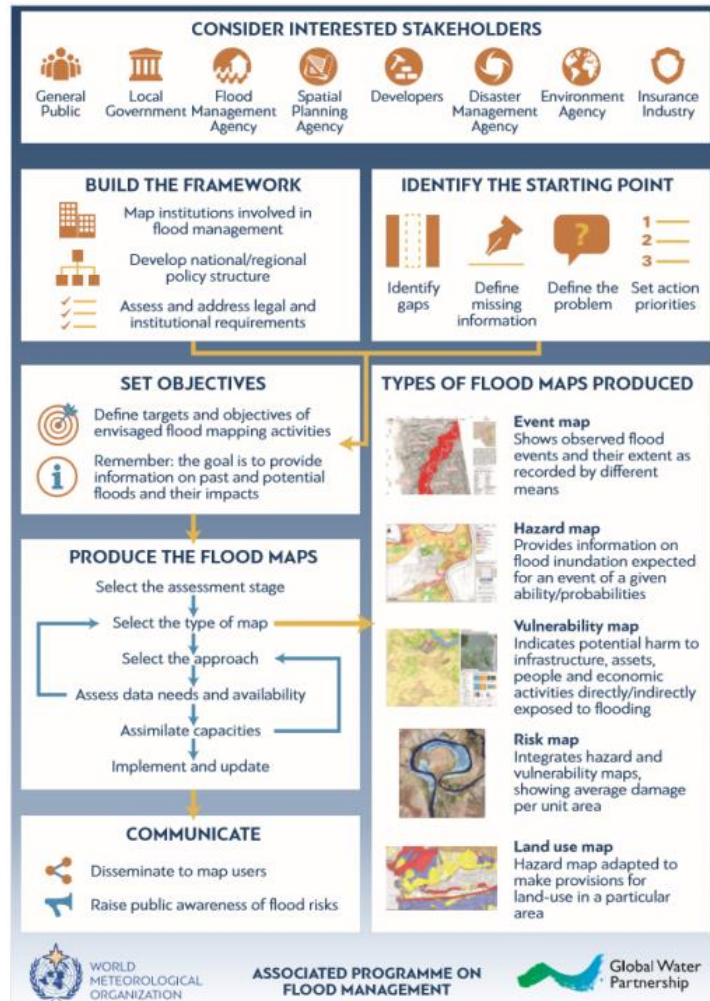 CONSIDER INTERESTED STAKEHOLDERS
General
Public
Local
Government
Flood
Management
Agency
Spatial
Planning
Agency
Developers
Disaster
Management
Agency
Environment
Agency
Insurance
Industry
BUILD THE FRAMEWORK
Map institutions involved in
flood management
Develop national/regional
policy structure
Assess and address legal and
institutional requirements
IDENTIFY THE STARTING POINT
Identify
gaps
Define
missing
information
?
Define the
problem
1
2
3
Set action
priorities
SET OBJECTIVES
Define targets and objectives of
envisaged flood mapping activities
i
Remember: the goal is to provide
information on past and potential
floods and their impacts
PRODUCE THE FLOOD MAPS
Select the assessment stage
Select the type of map
Select the approach
Assess data needs and availability
Assimilate capacities
Implement and update
COMMUNICATE
Disseminate to map users
Raise public awareness of flood risks
TYPES OF FLOOD MAPS PRODUCED
Event map
Shows observed flood
events and their extent as
recorded by different
means
Hazard map
Provides information on
flood inundation expected
for an event of a given
ability/probabilities
Vulnerability map
Indicates potential harm to
infrastructure, assets,
people and economic
activities directly/indirectly
exposed to flooding
Risk map
Integrates hazard and
vulnerability maps,
showing average damage
per unit area
Land use map
Hazard map adapted to
make provisions for
land-use in a particular
area
WORLD
METEOROLOGICAL
ORGANIZATION
ASSOCIATED PROGRAMME ON
FLOOD MANAGEMENT
Global Water
Partnership